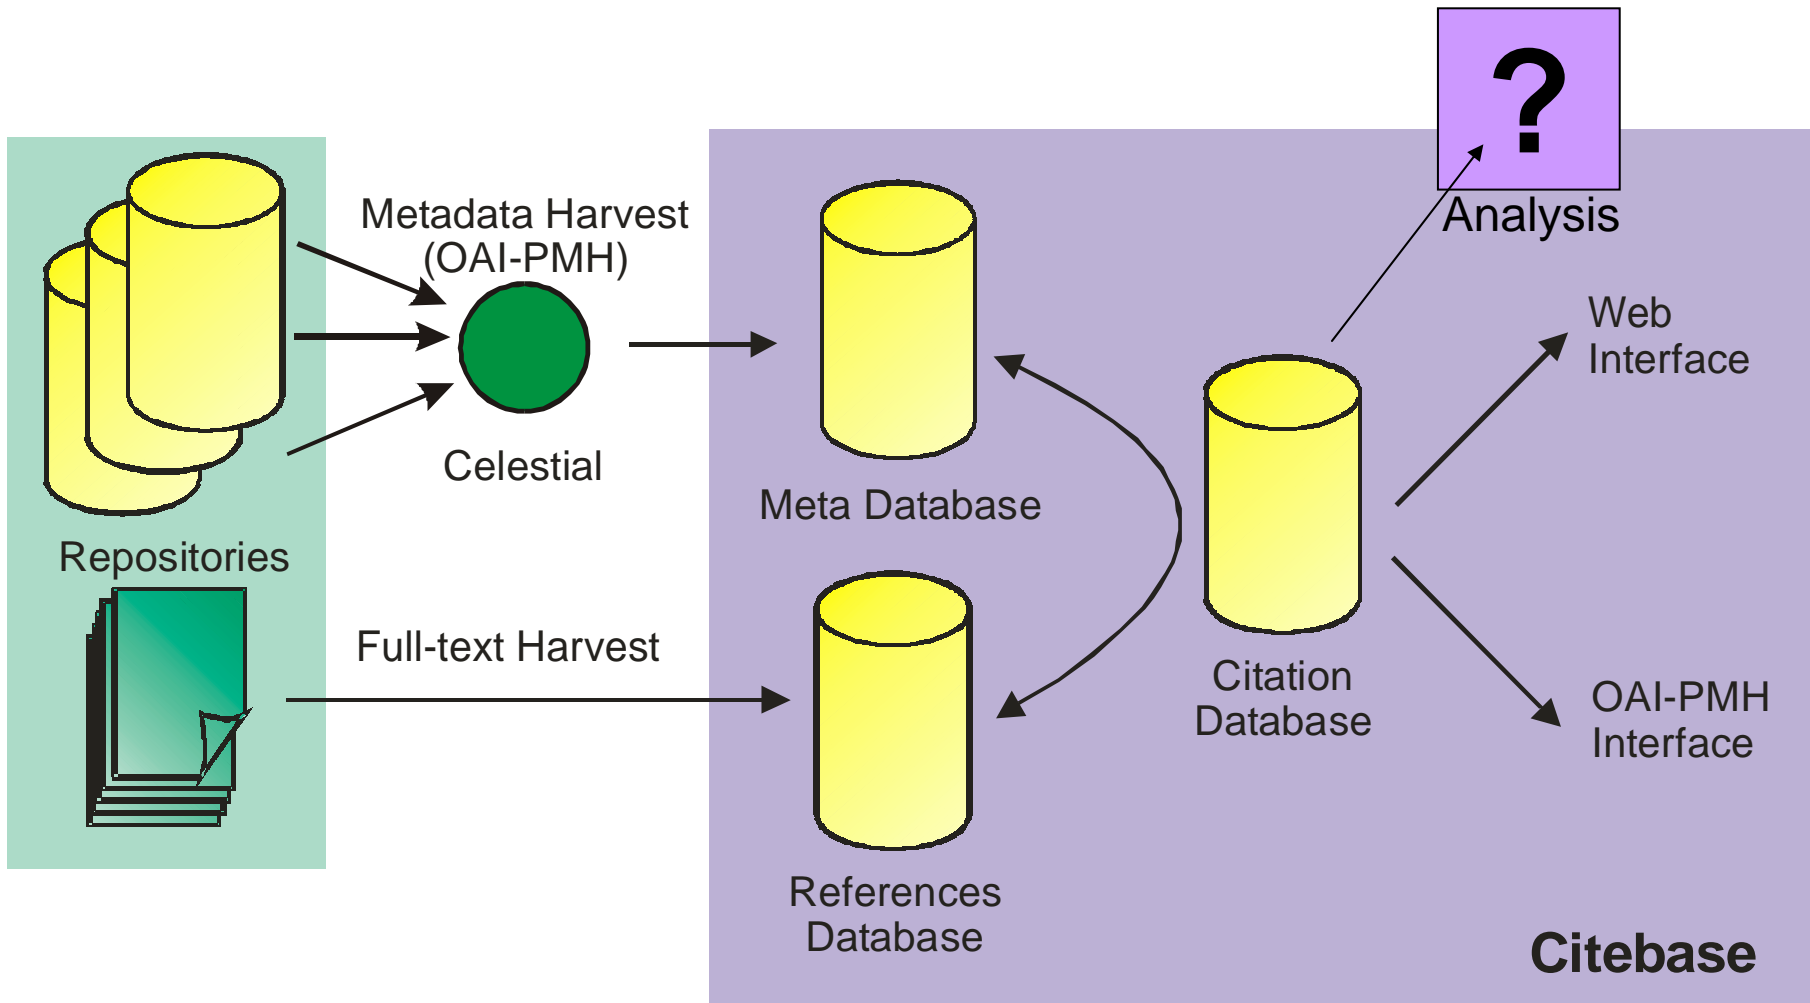 ?
Analysis
Metadata Harvest
(OAI-PMH)
Celestial
Repositories
Full-text Harvest
Meta Database
References
Database
Citation
Database
Web
Interface
OAI-PMH
Interface
Citebase